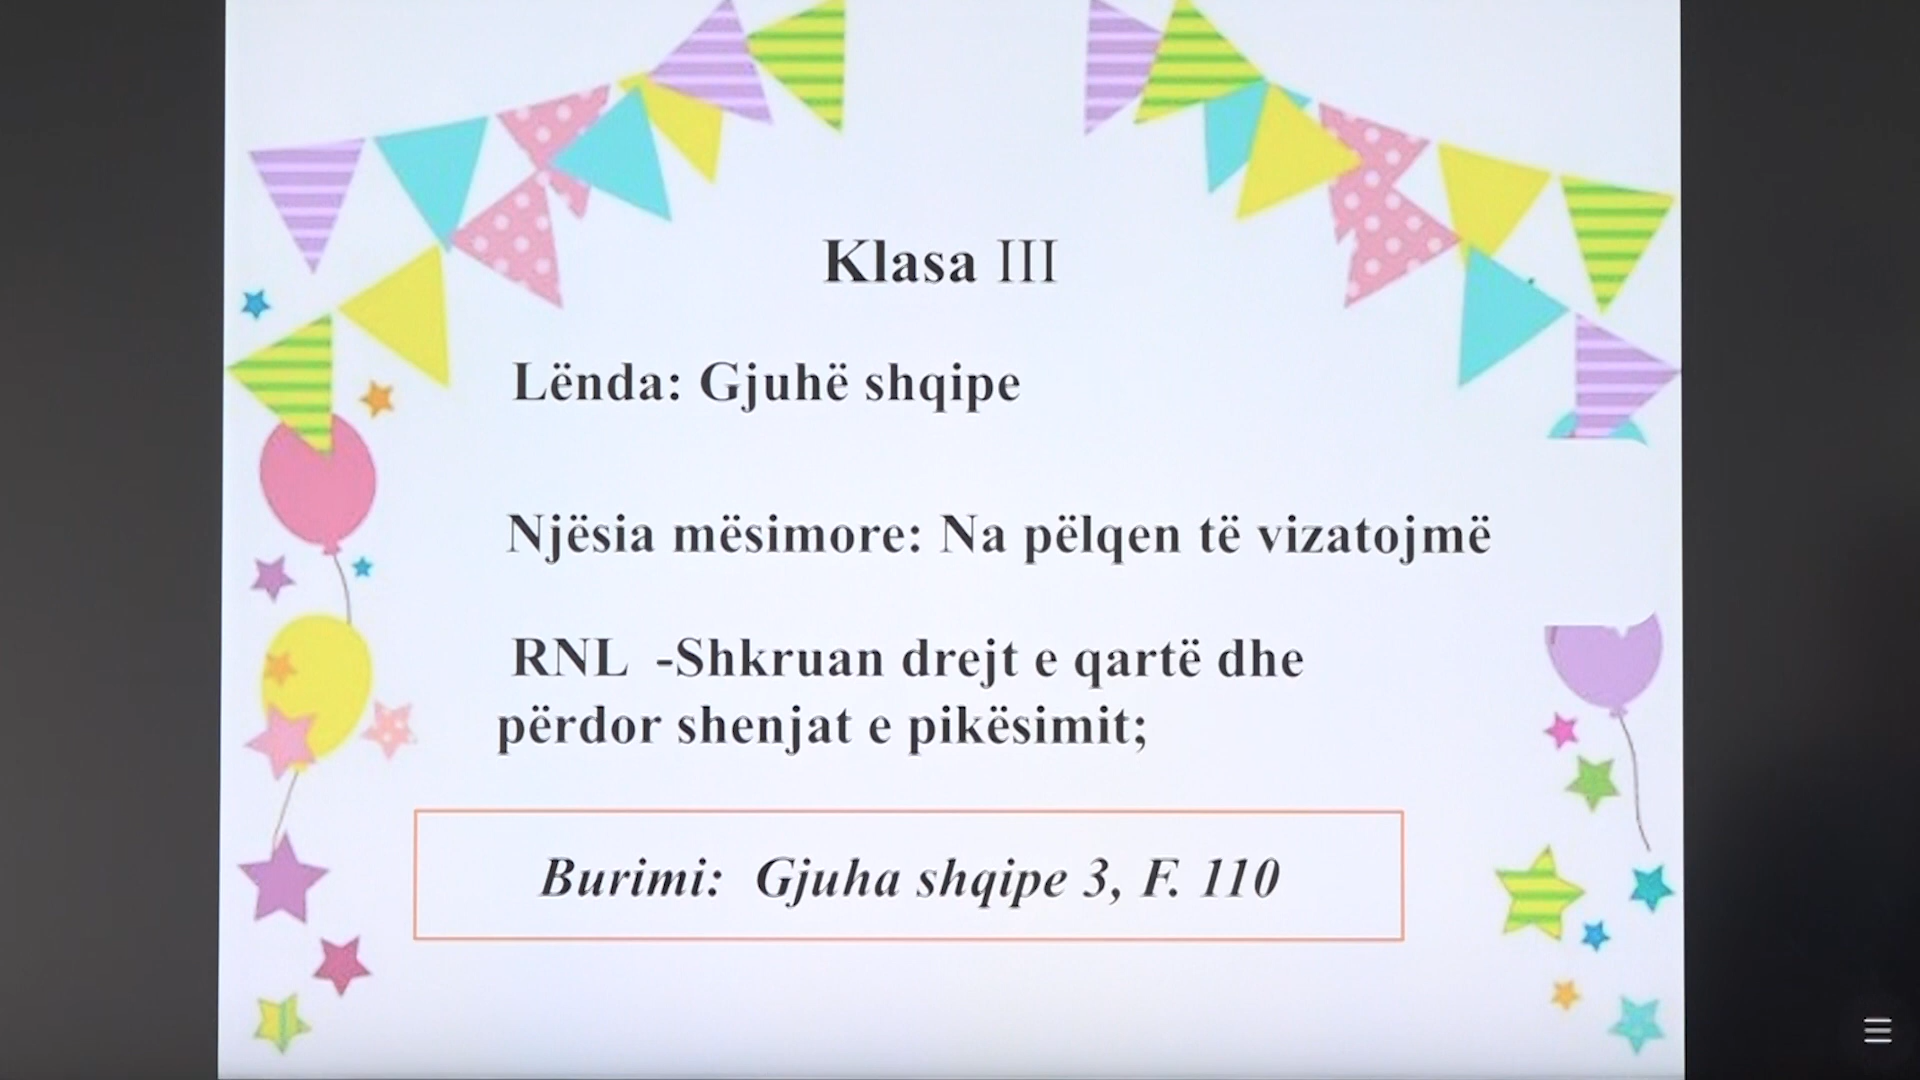 Klasa III
Lënda: Gjuhë shqipe
Njësia mësimore: Na pëlqen të vizatojmë
RNL -Shkruan drejt e qartë dhe
përdor shenjat e pikësimit;
Burimi: Gjuha shqipe 3, F. 110